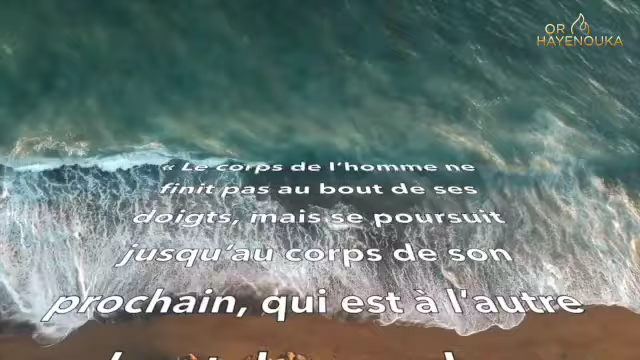 OR
HAYENOUKA
« Le corps de l'homme ne
finit pas au bout de ses
doigts, mais se poursuit
jusqu'au corps de son
prochain, qui est à l'autre